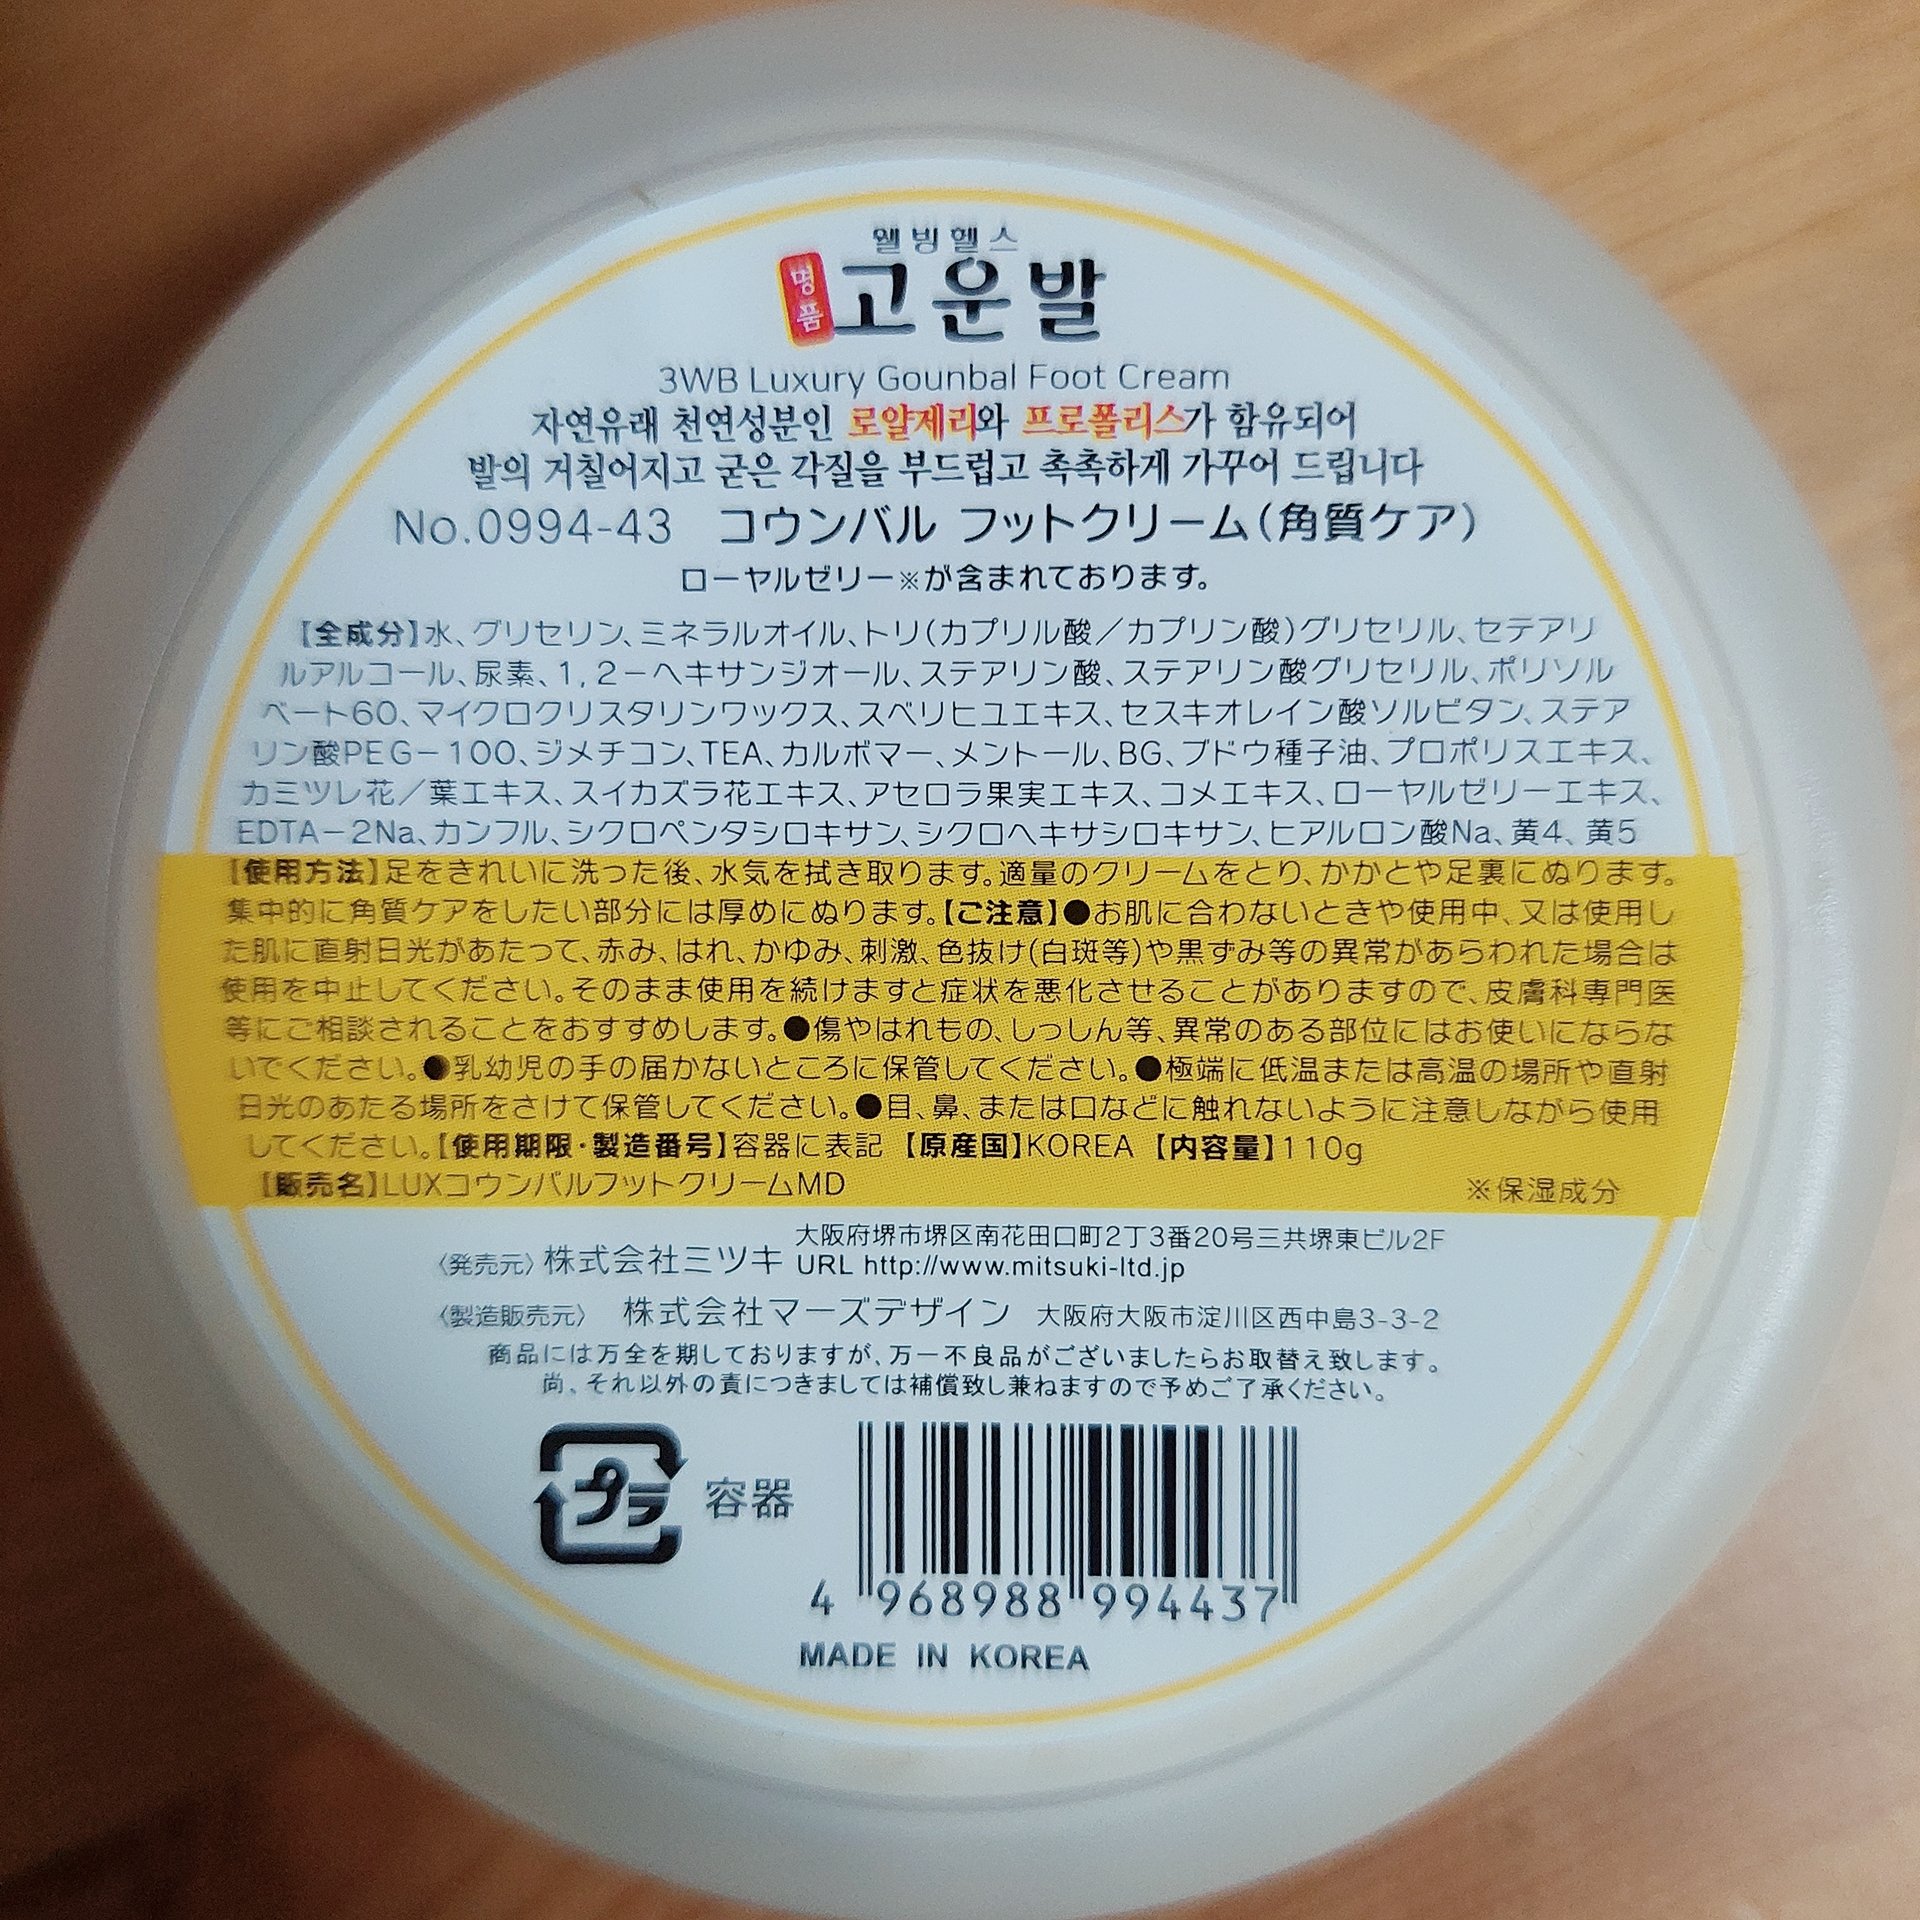 웰빙헬스
명품 고운발
3WB Luxury Gounbal Foot Cream
자연유래 천연성분인 로얄제리와 프로폴리스가 함유되어
발의 거칠어지고 굳은 각질을 부드럽고 촉촉하게 가꾸어 드립니다
No.0994-43 コウンバル フットクリーム(角質ケア)
ローヤルゼリー※が含まれております。
【全成分】水、グリセリン、ミネラルオイル、トリ(カプリル酸／カプリン酸)グリセリル、セテアリ
ルアルコール、尿素、1,2-ヘキサンジオール、ステアリン酸、ステアリン酸グリセリル、ポリソル
ベート60、マイクロクリスタリンワックス、スベリヒユエキス、セスキオレイン酸ソルビタン、ステア
リン酸PEG-100、ジメチコン、TEA、カルボマー、メントール、BG、ブドウ種子油、プロポリスエキス、
カミツレ花／葉エキス、スイカズラ花エキス、アセロラ果実エキス、コメエキス、ローヤルゼリーエキス、
EDTA-2Na、カンフル、シクロペンタシロキサン、シクロヘキサシロキサン、ヒアルロン酸Na、黄4、黄5
【使用方法】足をきれいに洗った後、水気を拭き取ります。適量のクリームをとり、かかとや足裏にぬります。
集中的に角質ケアをしたい部分には厚めにぬります。【ご注意】●お肌に合わないときや使用中、又は使用し
た肌に直射日光があたって、赤み、はれ、かゆみ、刺激、色抜け(白斑等)や黒ずみ等の異常があらわれた場合は
使用を中止してください。そのまま使用を続けますと症状を悪化させることがありますので、皮膚科専門医
等にご相談されることをおすすめします。●傷やはれもの、しっしん等、異常のある部位にはお使いにならな
いでください。●乳幼児の手の届かないところに保管してください。●極端に低温または高温の場所や直射
日光のあたる場所をさけて保管してください。●目、鼻、または口などに触れないように注意しながら使用
してください。【使用期限・製造番号】容器に表記 【原産国】KOREA 【内容量】110g
【販売名】LUXコウンバルフットクリームMD ※保湿成分
大阪府堺市堺区南花田口町2丁3番20号三共堺東ビル2F
〈発売元〉株式会社ミツキ URL http://www.mitsuki-ltd.jp
〈製造販売元〉 株式会社マーズデザイン 大阪府大阪市淀川区西中島3-3-2
商品には万全を期しておりますが、万一不良品がございましたらお取替え致します。
尚、それ以外の責につきましては補償致し兼ねますので予めご了承ください。
プラ 容器
4 968988 994437
MADE IN KOREA